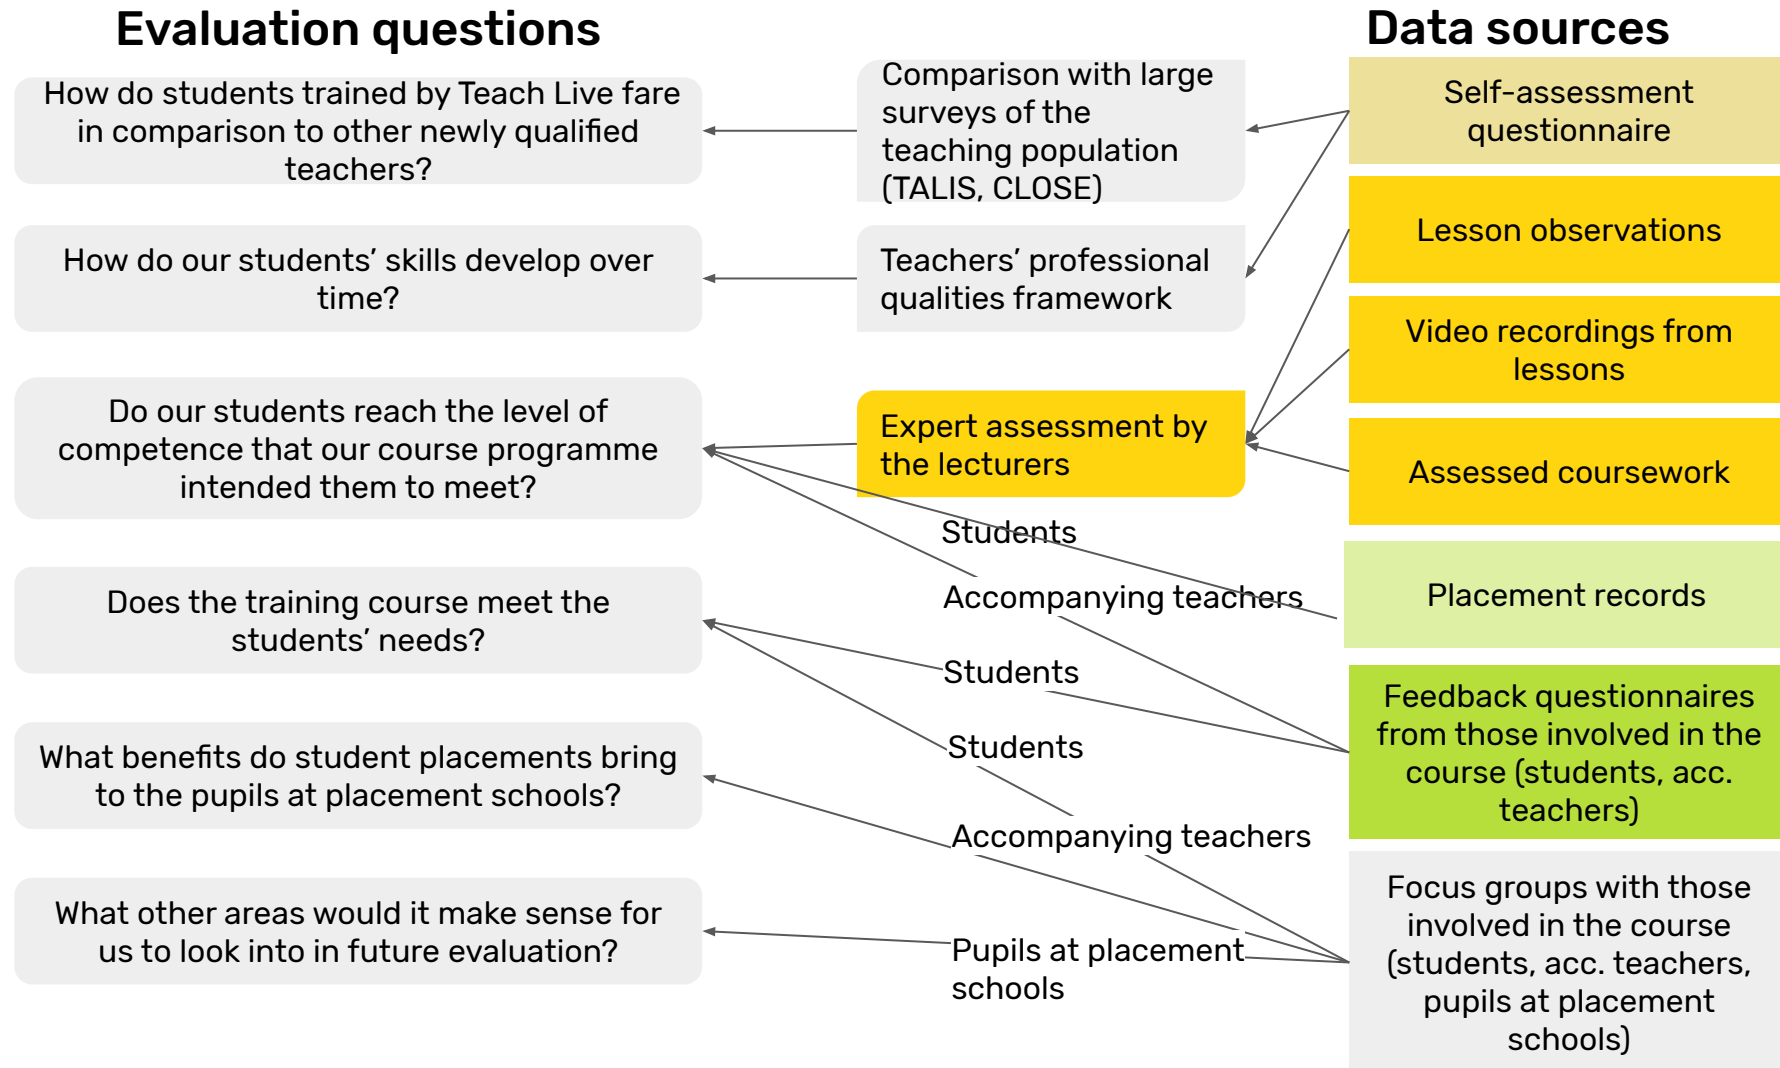 Evaluation questions
How do students trained by Teach Live fare
in comparison to other newly qualified
teachers?
How do our students’ skills develop over
time?
Do our students reach the level of
competence that our course programme
intended them to meet?
Does the training course meet the
students’ needs?
What benefits do student placements bring
to the pupils at placement schools?
What other areas would it make sense for
us to look into in future evaluation?
Comparison with large
surveys of the
teaching population
(TALIS, CLOSE)
Teachers’ professional
qualities framework
Expert assessment by
the lecturers
Students
Accompanying teachers
Students
Students
Accompanying teachers
Pupils at placement
schools
Data sources
Self-assessment
questionnaire
Lesson observations
Video recordings from
lessons
Assessed coursework
Placement records
Feedback questionnaires
from those involved in the
course (students, acc.
teachers)
Focus groups with those
involved in the course
(students, acc. teachers,
pupils at placement
schools)